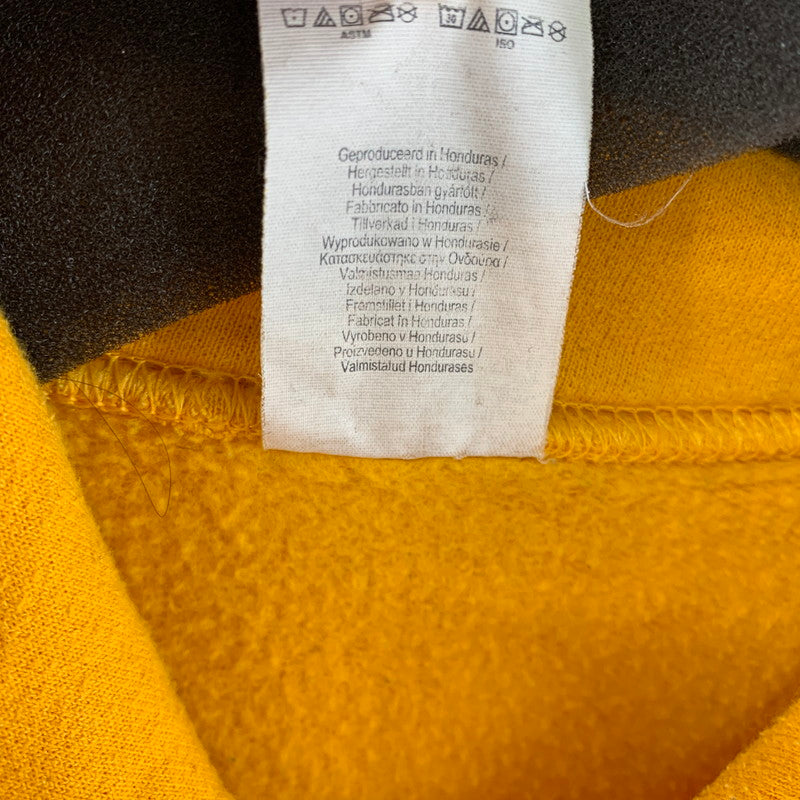 ASTM
30
ISO
Geproduceerd in Honduras /
Hergestellt in Honduras /
Hondurasban gyártott /
Fabbricato in Honduras /
Tillverkad i Honduras /
Wyprodukowano w Hondurasie /
Κατασκευάστηκε στην Ονδούρα /
Valmistusmaa Honduras /
Izdelano v Hondurasu /
Fremstillet i Honduras /
Fabricat în Honduras /
Vyrobeno v Hondurasu /
Proizvedeno u Hondurasu /
Valmistatud Hondurases